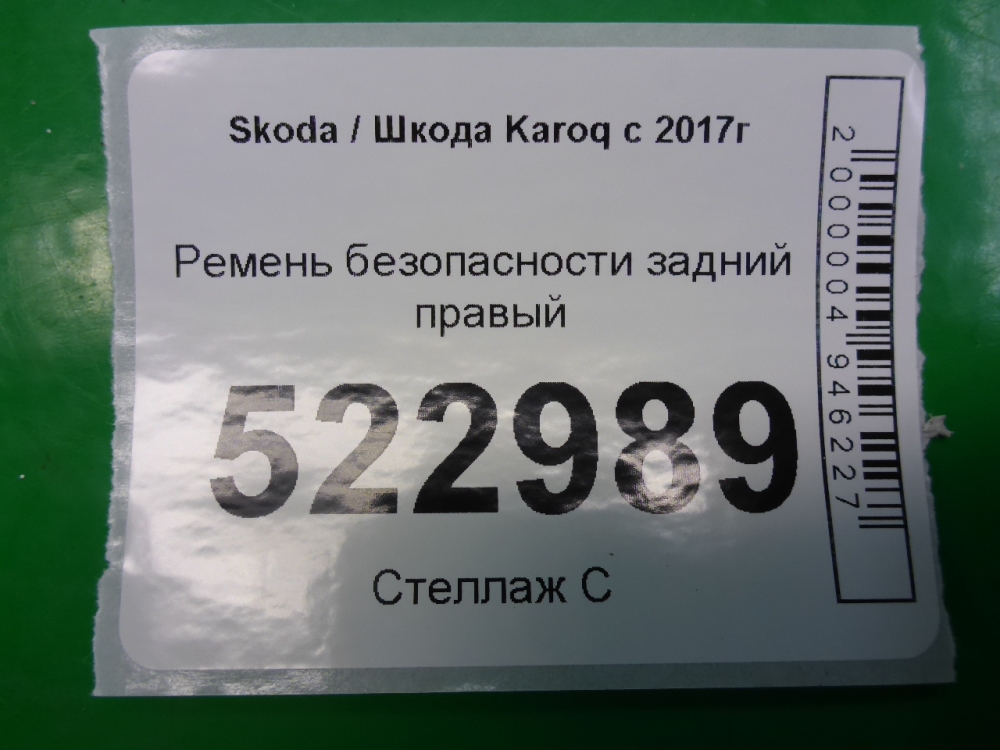 Skoda / Шкода Karoq с 2017г
Ремень безопасности задний
правый
522989
Стеллаж С
2000004946227